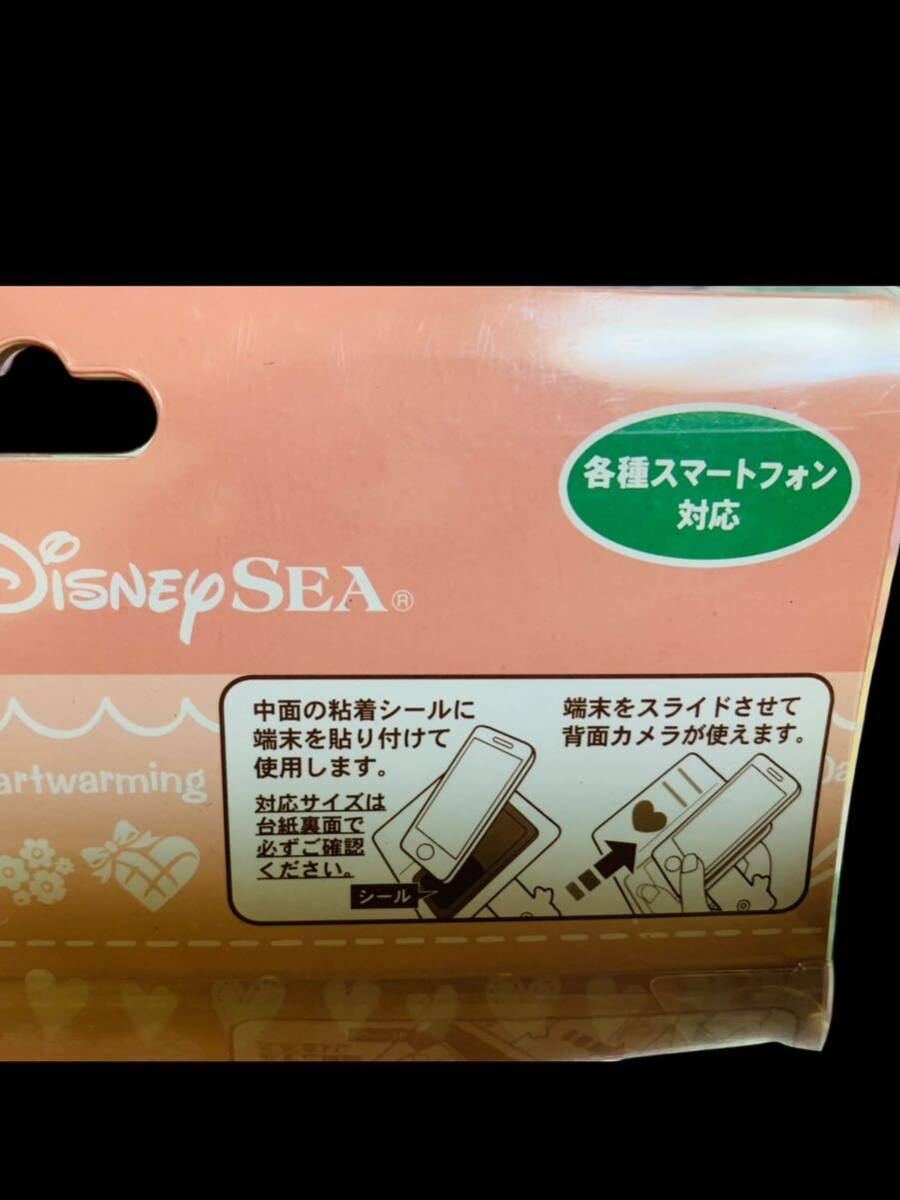 各種スマートフォン
対応
DISNEY SEA®
中面の粘着シールに
端末を貼り付けて
使用します。
対応サイズは
台紙裏面で
必ずご確認
ください。
シール
端末をスライドさせて
背面カメラが使えます。
artwarming
Da